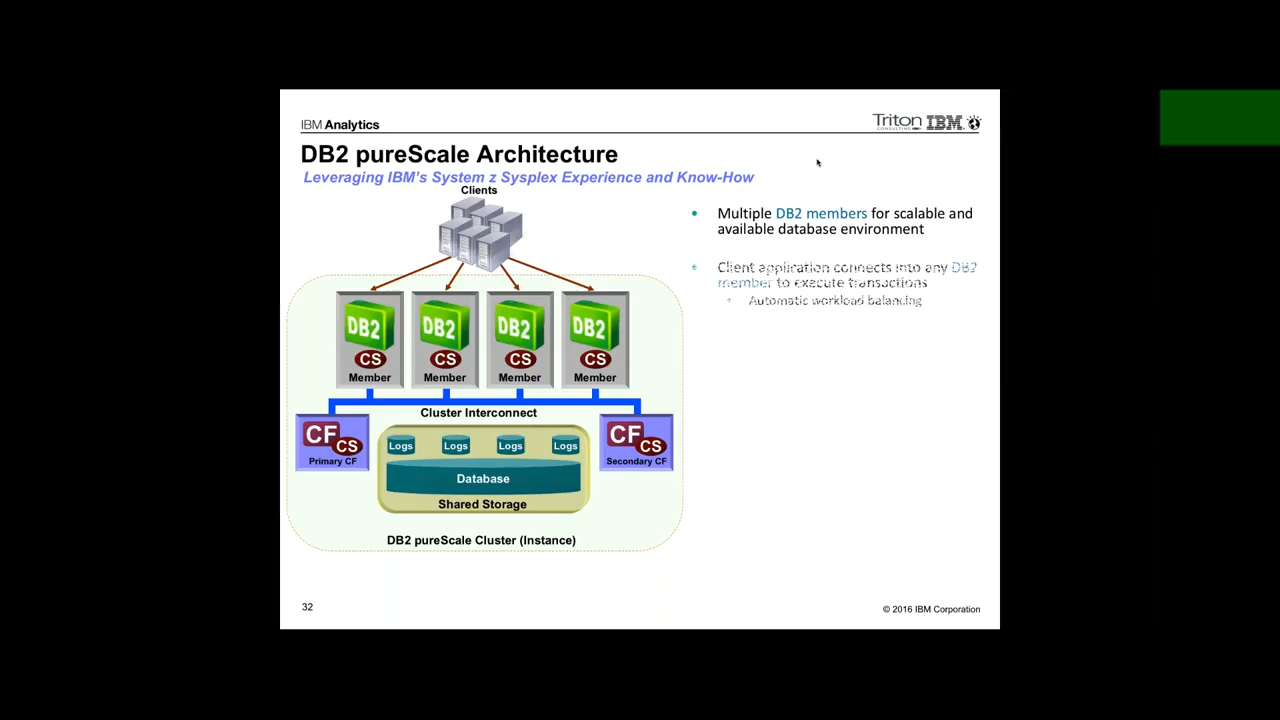 IBM Analytics
Triton
CONSULTING
IBM
DB2 pureScale Architecture
Leveraging IBM's System z Sysplex Experience and Know-How
Clients
DB2 DB2 DB2 DB2
CS CS CS CS
Member Member Member Member
Cluster Interconnect
CF CS
Primary CF
CF CS
Secondary CF
Logs Logs Logs Logs
Database
Shared Storage
DB2 pureScale Cluster (Instance)
• Multiple DB2 members for scalable and
available database environment
• Client application connects into any DB2
member to execute transactions
• Automatic workload balancing
32
© 2016 IBM Corporation